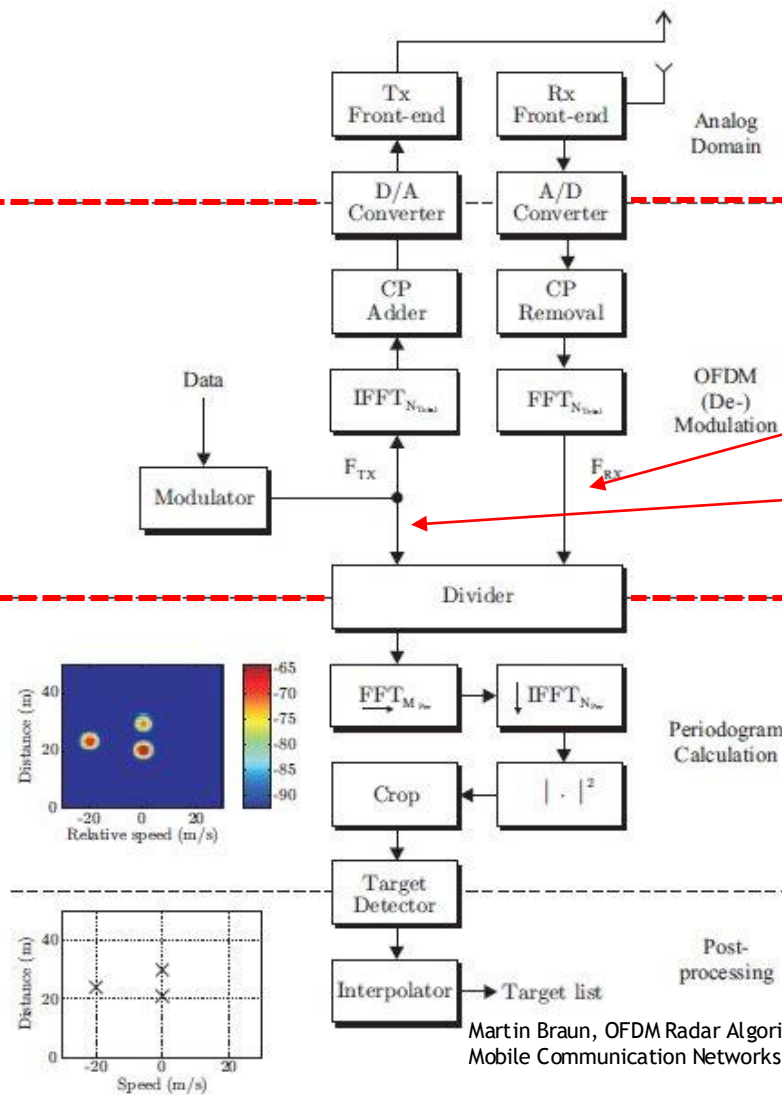 Tx
Front-end
Rx
Front-end
Analog
Domain
D/A
Converter
A/D
Converter
CP
Adder
CP
Removal
Data
IFFT
FFT
OFDM
(De-)
Modulation
F_TX
F_RX
Modulator
Divider
-65
-70
-75
-80
-85
-90
40
20
0
Distance (m)
-20 0 20
Relative speed (m/s)
FFT
IFFT
Periodogram
Calculation
Crop
| . |²
Target
Detector
Post-
processing
Interpolator
Target list
40
20
0
Distance (m)
-20 0 20
Speed (m/s)
Martin Braun, OFDM Radar Algori
Mobile Communication Networks